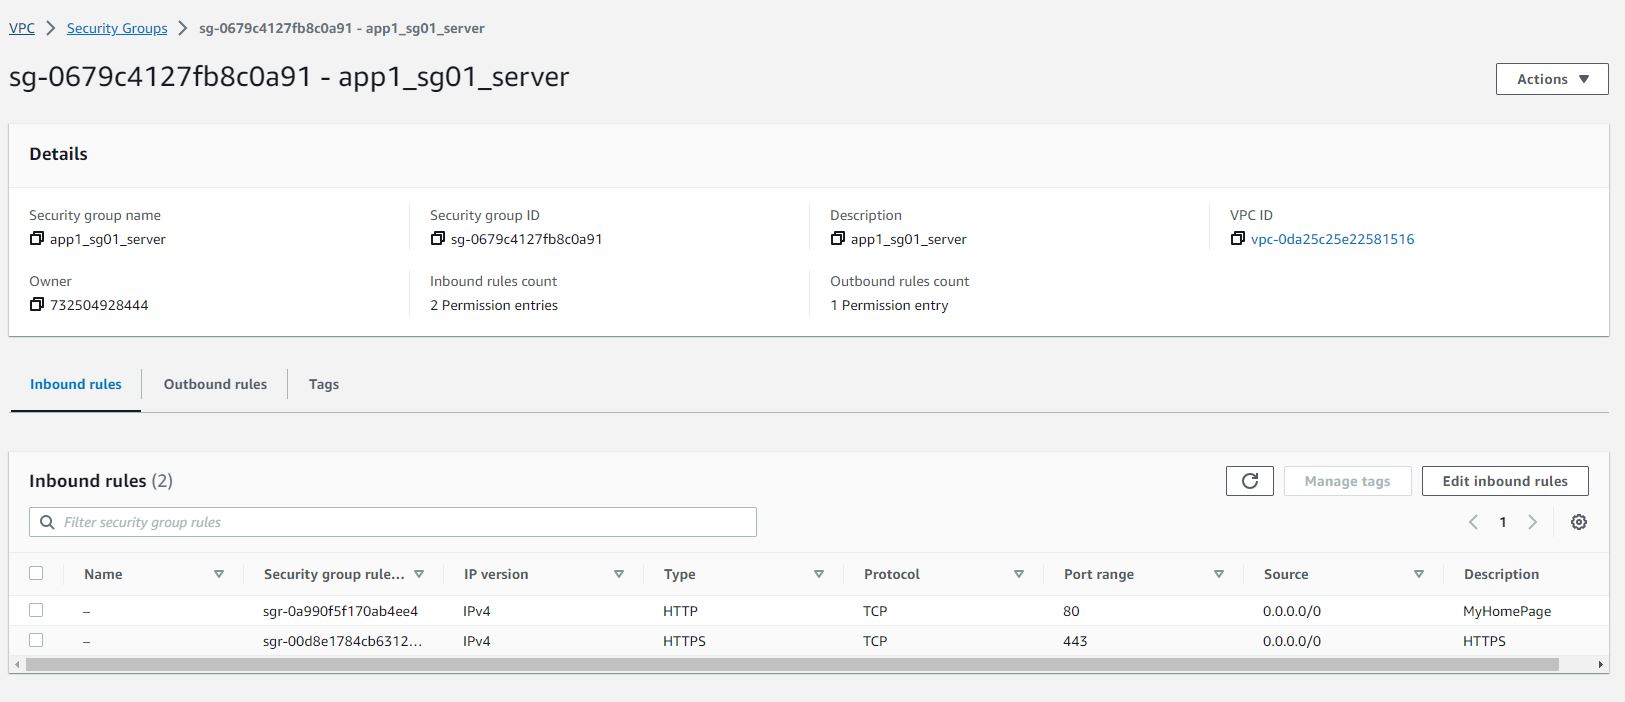 VPC > Security Groups > sg-0679c4127fb8c0a91 - app1_sg01_server
sg-0679c4127fb8c0a91 - app1_sg01_server
Actions
Details
Security group name Security group ID Description VPC ID
app1_sg01_server sg-0679c4127fb8c0a91 app1_sg01_server vpc-0da25c25e22581516
Owner Inbound rules count Outbound rules count
732504928444 2 Permission entries 1 Permission entry
Inbound rules Outbound rules Tags
Inbound rules (2) Manage tags Edit inbound rules
Filter security group rules 1
Name Security group rule... IP version Type Protocol Port range Source Description
– sgr-0a990f5f170ab4ee4 IPv4 HTTP TCP 80 0.0.0.0/0 MyHomePage
– sgr-00d8e1784cb6312... IPv4 HTTPS TCP 443 0.0.0.0/0 HTTPS